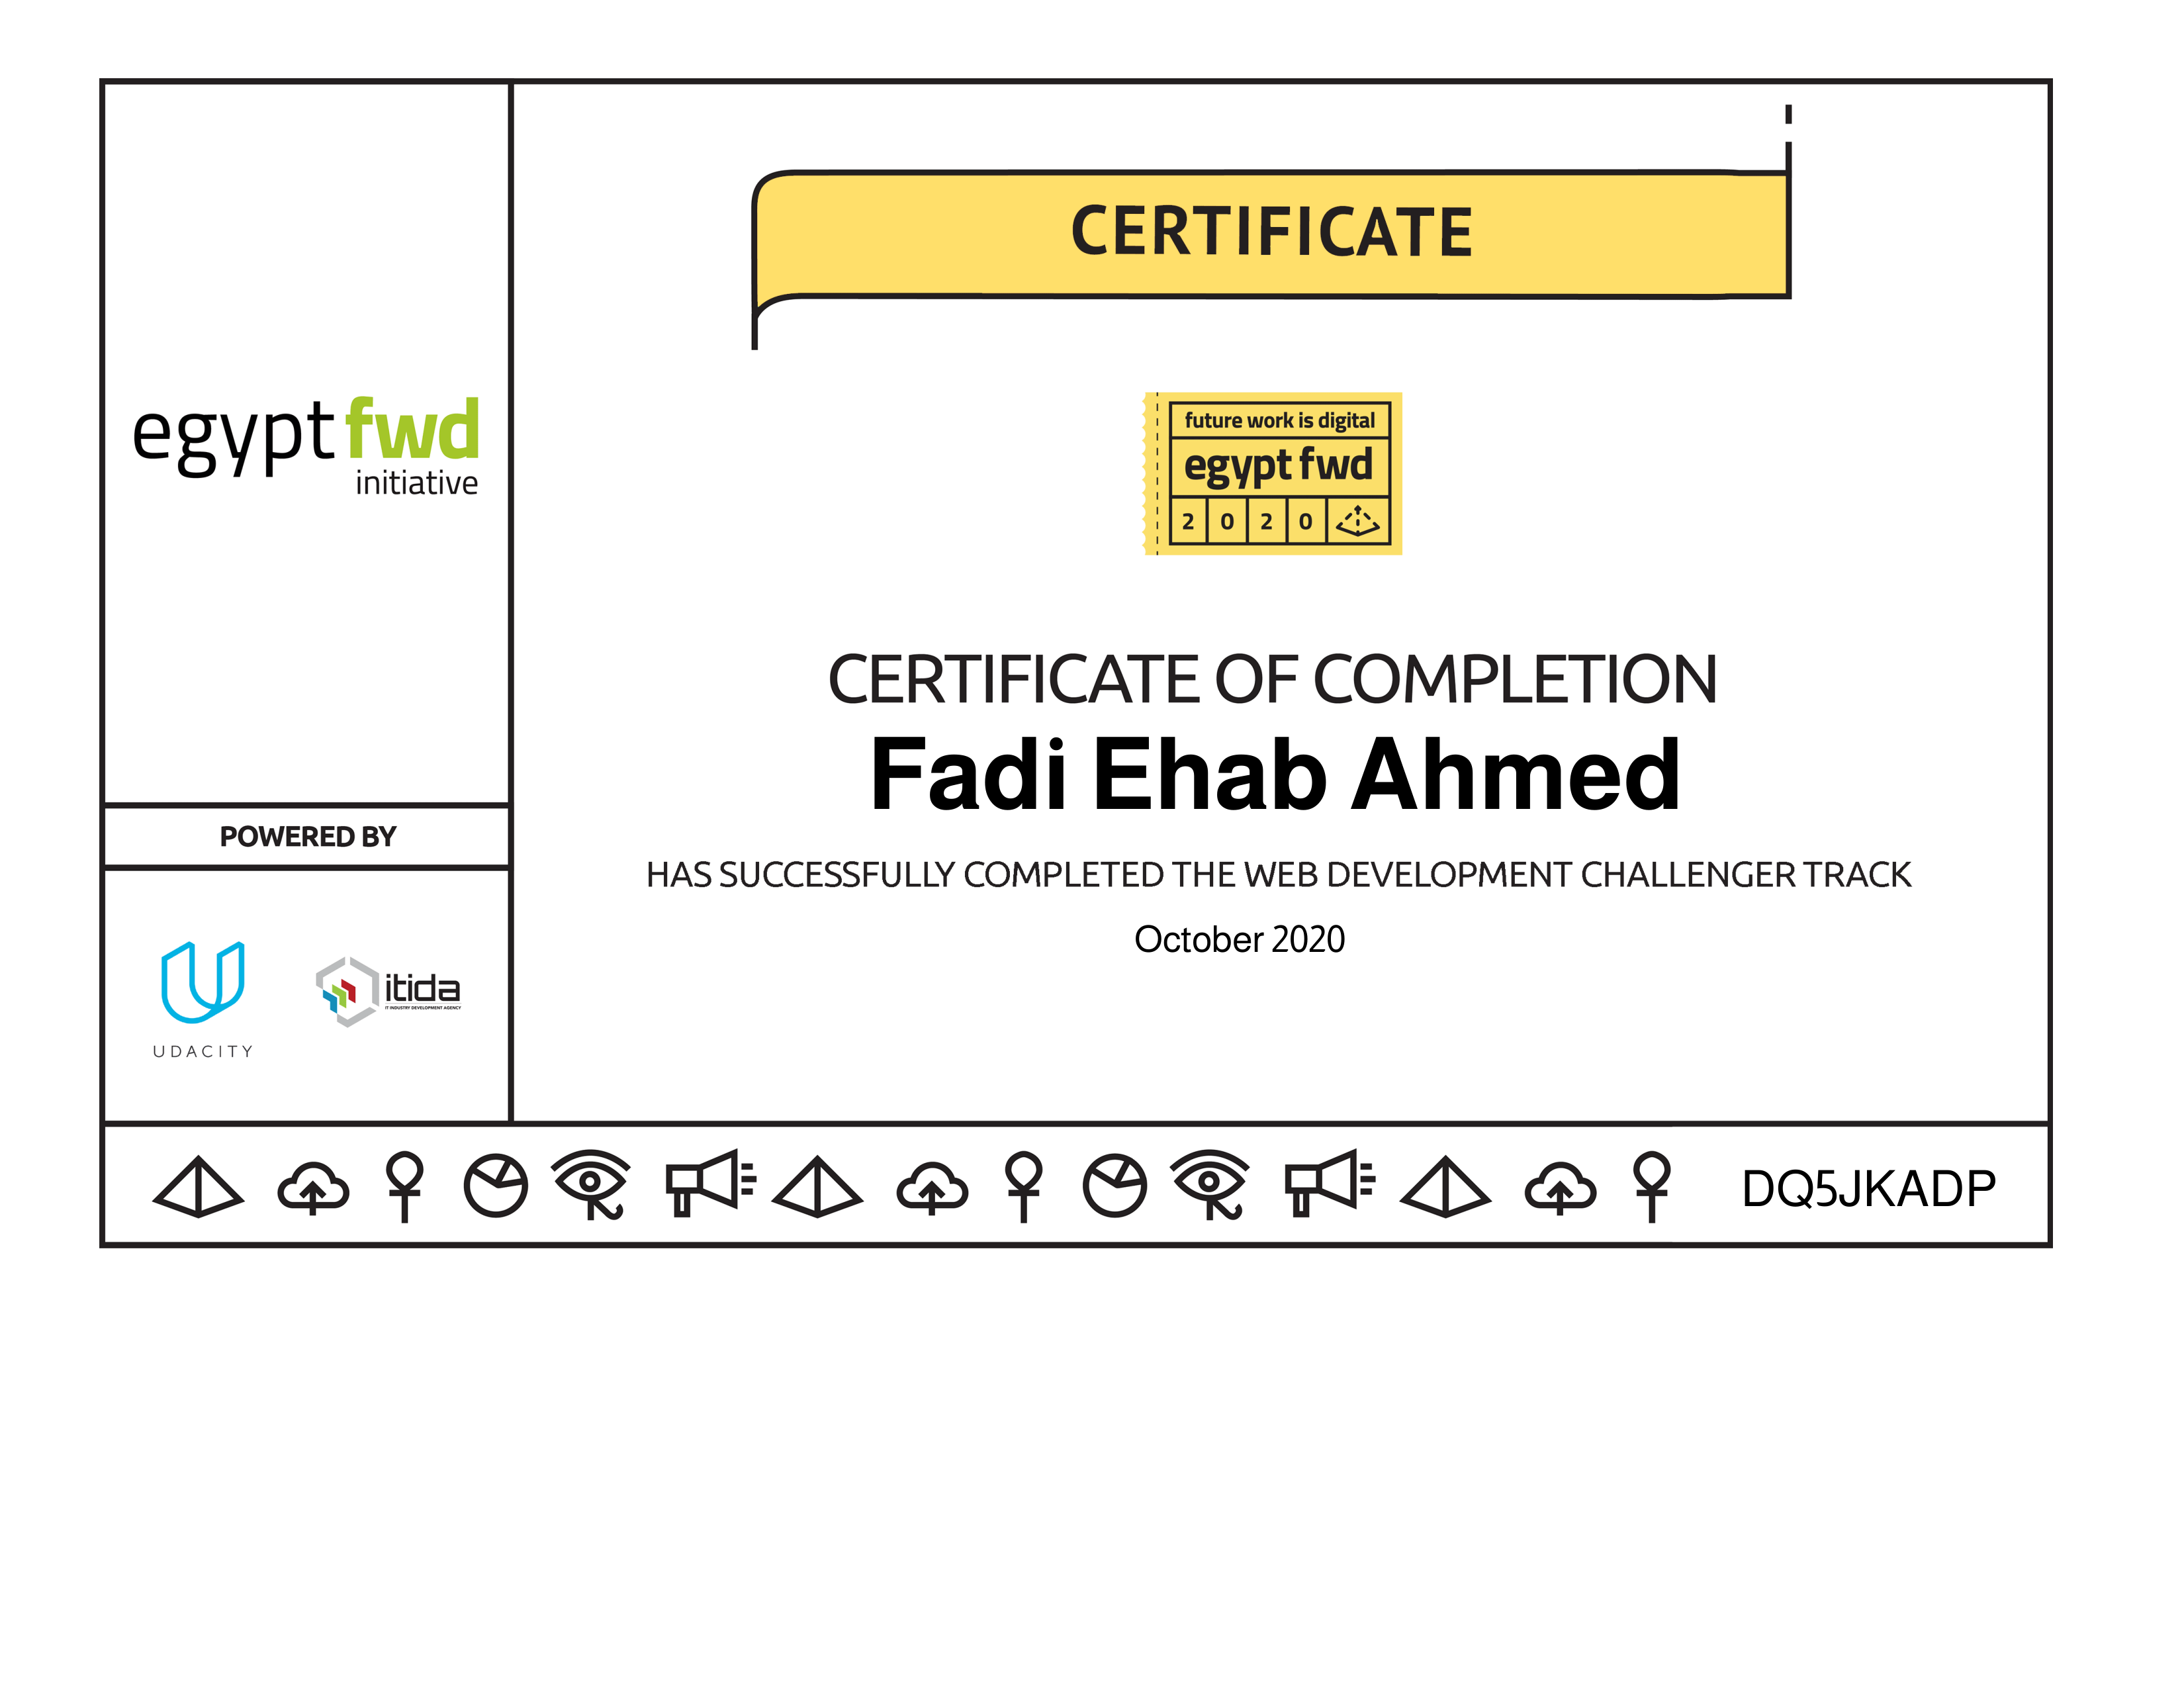 CERTIFICATE
egypt fwd
initiative
future work is digital
egypt fwd
2 0 2 0
CERTIFICATE OF COMPLETION
Fadi Ehab Ahmed
HAS SUCCESSFULLY COMPLETED THE WEB DEVELOPMENT CHALLENGER TRACK
October 2020
POWERED BY
UDACITY
itida
IT INDUSTRY DEVELOPMENT AGENCY
DQ5JKADP